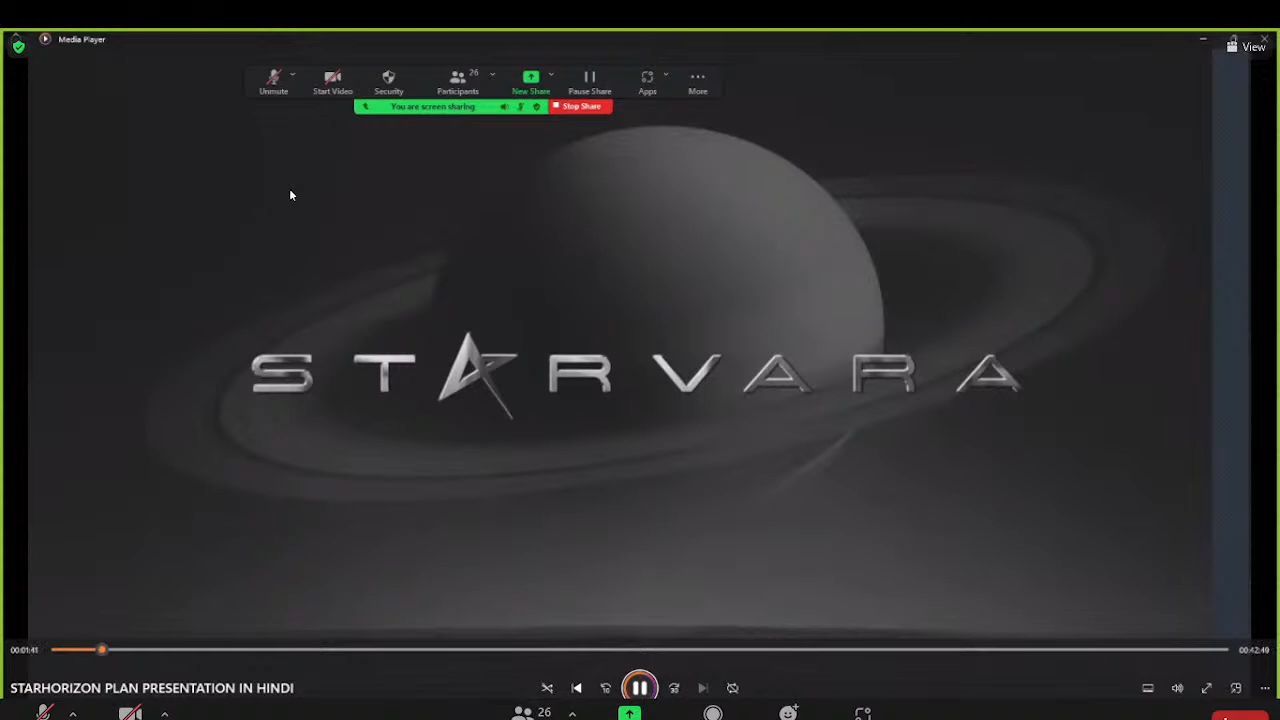 Media Player
View
26
Unmute
Start Video
Security
Participants
New Share
Pause Share
Apps
More
You are screen sharing
Stop Share
STARVARA
00:01:41
00:42:49
STARHORIZON PLAN PRESENTATION IN HINDI
26